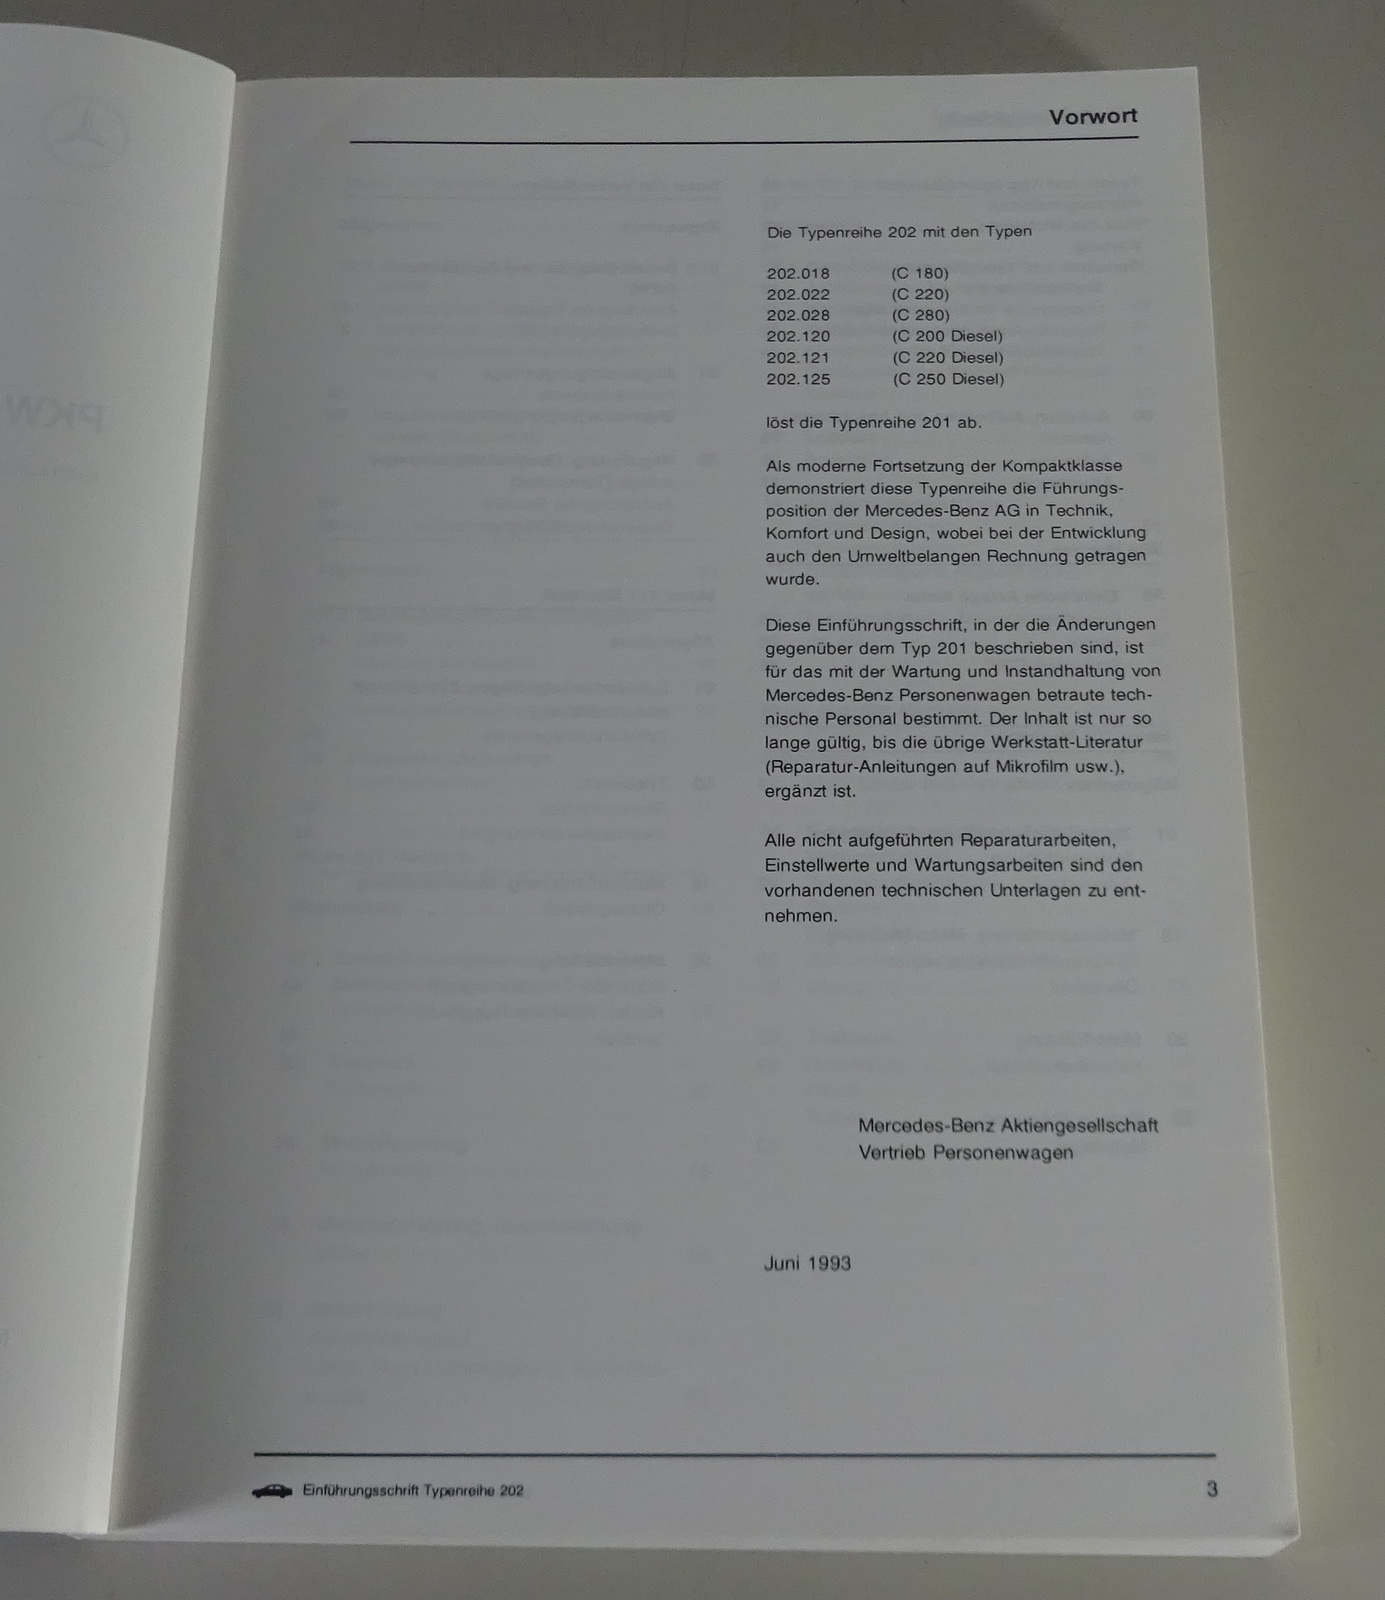 Vorwort
Die Typenreihe 202 mit den Typen
202.018 (C 180)
202.022 (C 220)
202.028 (C 280)
202.120 (C 200 Diesel)
202.121 (C 220 Diesel)
202.125 (C 250 Diesel)
löst die Typenreihe 201 ab.
Als moderne Fortsetzung der Kompaktklasse
demonstriert diese Typenreihe die Führungs-
position der Mercedes-Benz AG in Technik,
Komfort und Design, wobei bei der Entwicklung
auch den Umweltbelangen Rechnung getragen
wurde.
Diese Einführungsschrift, in der die Änderungen
gegenüber dem Typ 201 beschrieben sind, ist
für das mit der Wartung und Instandhaltung von
Mercedes-Benz Personenwagen betraute tech-
nische Personal bestimmt. Der Inhalt ist nur so
lange gültig, bis die übrige Werkstatt-Literatur
(Reparatur-Anleitungen auf Mikrofilm usw.),
ergänzt ist.
Alle nicht aufgeführten Reparaturarbeiten,
Einstellwerte und Wartungsarbeiten sind den
vorhandenen technischen Unterlagen zu ent-
nehmen.
Mercedes-Benz Aktiengesellschaft
Vertrieb Personenwagen
Juni 1993
Einführungsschrift Typenreihe 202
3